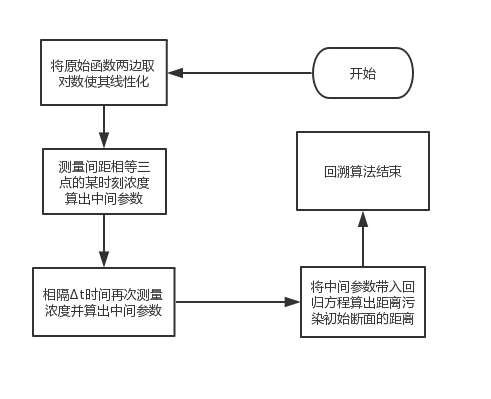 开始
将原始函数两边取
对数使其线性化
测量间距相等三
点的某时刻浓度
算出中间参数
相隔Δt时间再次测量
浓度并算出中间参数
将中间参数带入回
归方程算出距离污
染初始断面的距离
回溯算法结束